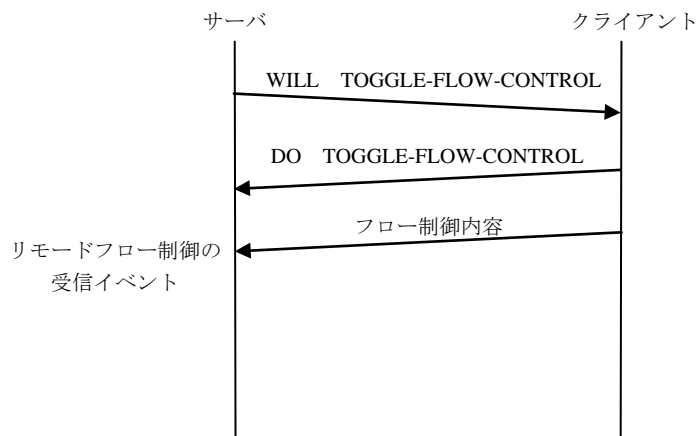 サーバ
クライアント
WILL TOGGLE-FLOW-CONTROL
DO TOGGLE-FLOW-CONTROL
フロー制御内容
リモードフロー制御の
受信イベント